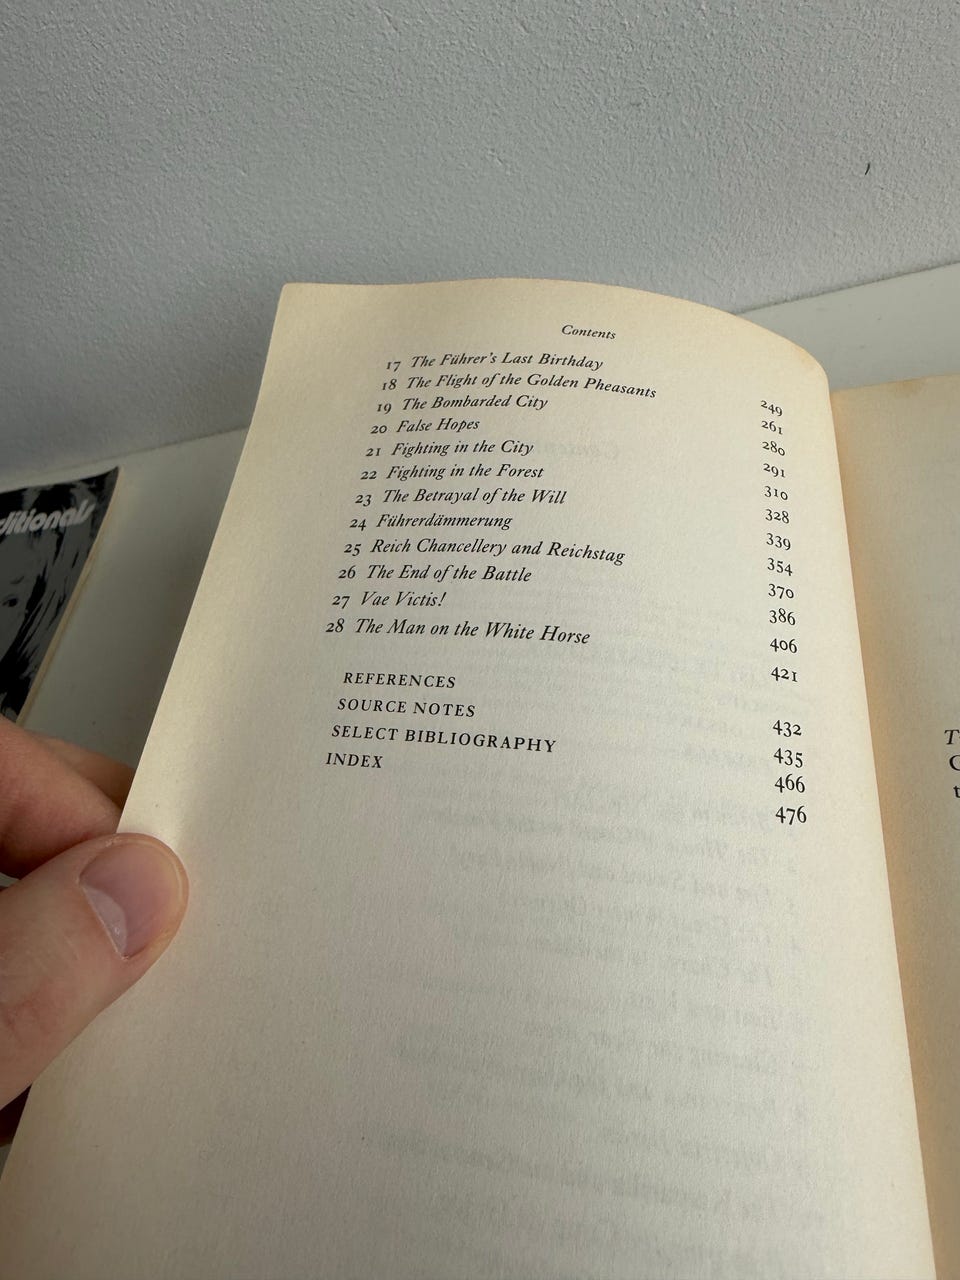 Contents
17 The Führer's Last Birthday 249
18 The Flight of the Golden Pheasants 261
19 The Bombarded City 280
20 False Hopes 291
21 Fighting in the City 310
22 Fighting in the Forest 328
23 The Betrayal of the Will 339
24 Führerdämmerung 354
25 Reich Chancellery and Reichstag 370
26 The End of the Battle 386
27 Vae Victis! 406
28 The Man on the White Horse 421
REFERENCES 432
SOURCE NOTES 435
SELECT BIBLIOGRAPHY 466
INDEX 476